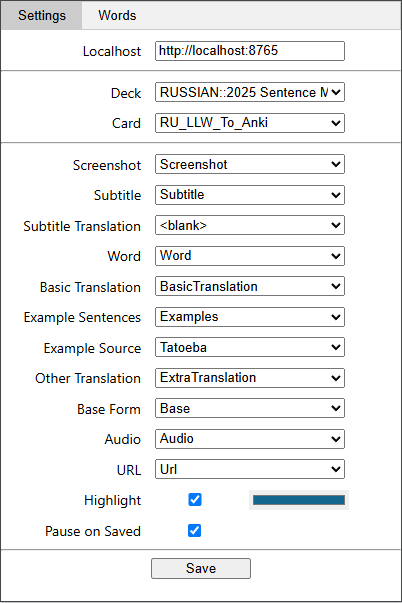 Settings Words
Localhost http://localhost:8765
Deck RUSSIAN::2025 Sentence M
Card RU_LLW_To_Anki
Screenshot Screenshot
Subtitle Subtitle
Subtitle Translation <blank>
Word Word
Basic Translation BasicTranslation
Example Sentences Examples
Example Source Tatoeba
Other Translation ExtraTranslation
Base Form Base
Audio Audio
URL Url
Highlight
Pause on Saved
Save